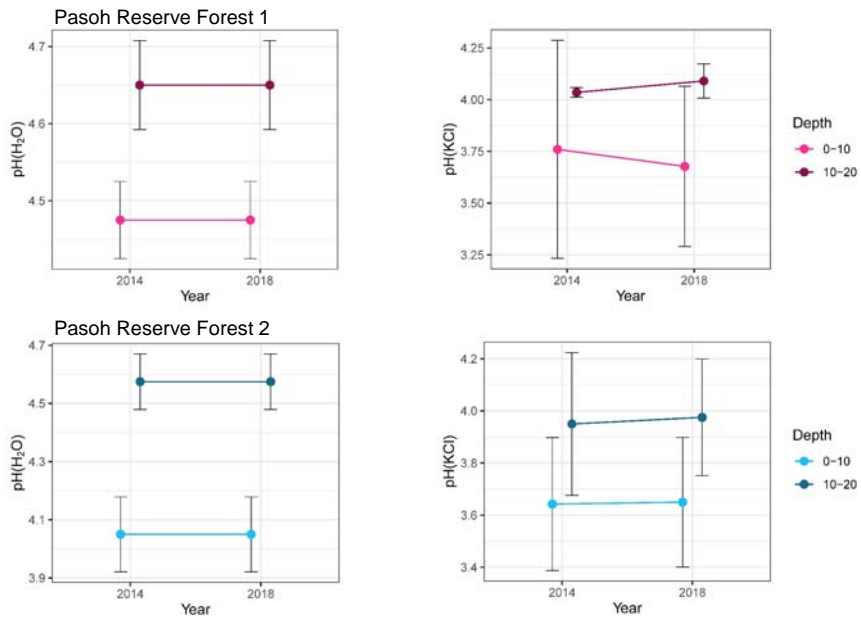 Pasoh Reserve Forest 1
4.7
4.6
4.5
pH(H₂O)
2014
2018
Year
4.25
4.00
3.75
3.50
3.25
pH(KCl)
2014
2018
Year
Depth
0−10
10−20
Pasoh Reserve Forest 2
4.7
4.5
4.3
4.1
3.9
pH(H₂O)
2014
2018
Year
4.2
4.0
3.8
3.6
3.4
pH(KCl)
2014
2018
Year
Depth
0−10
10−20